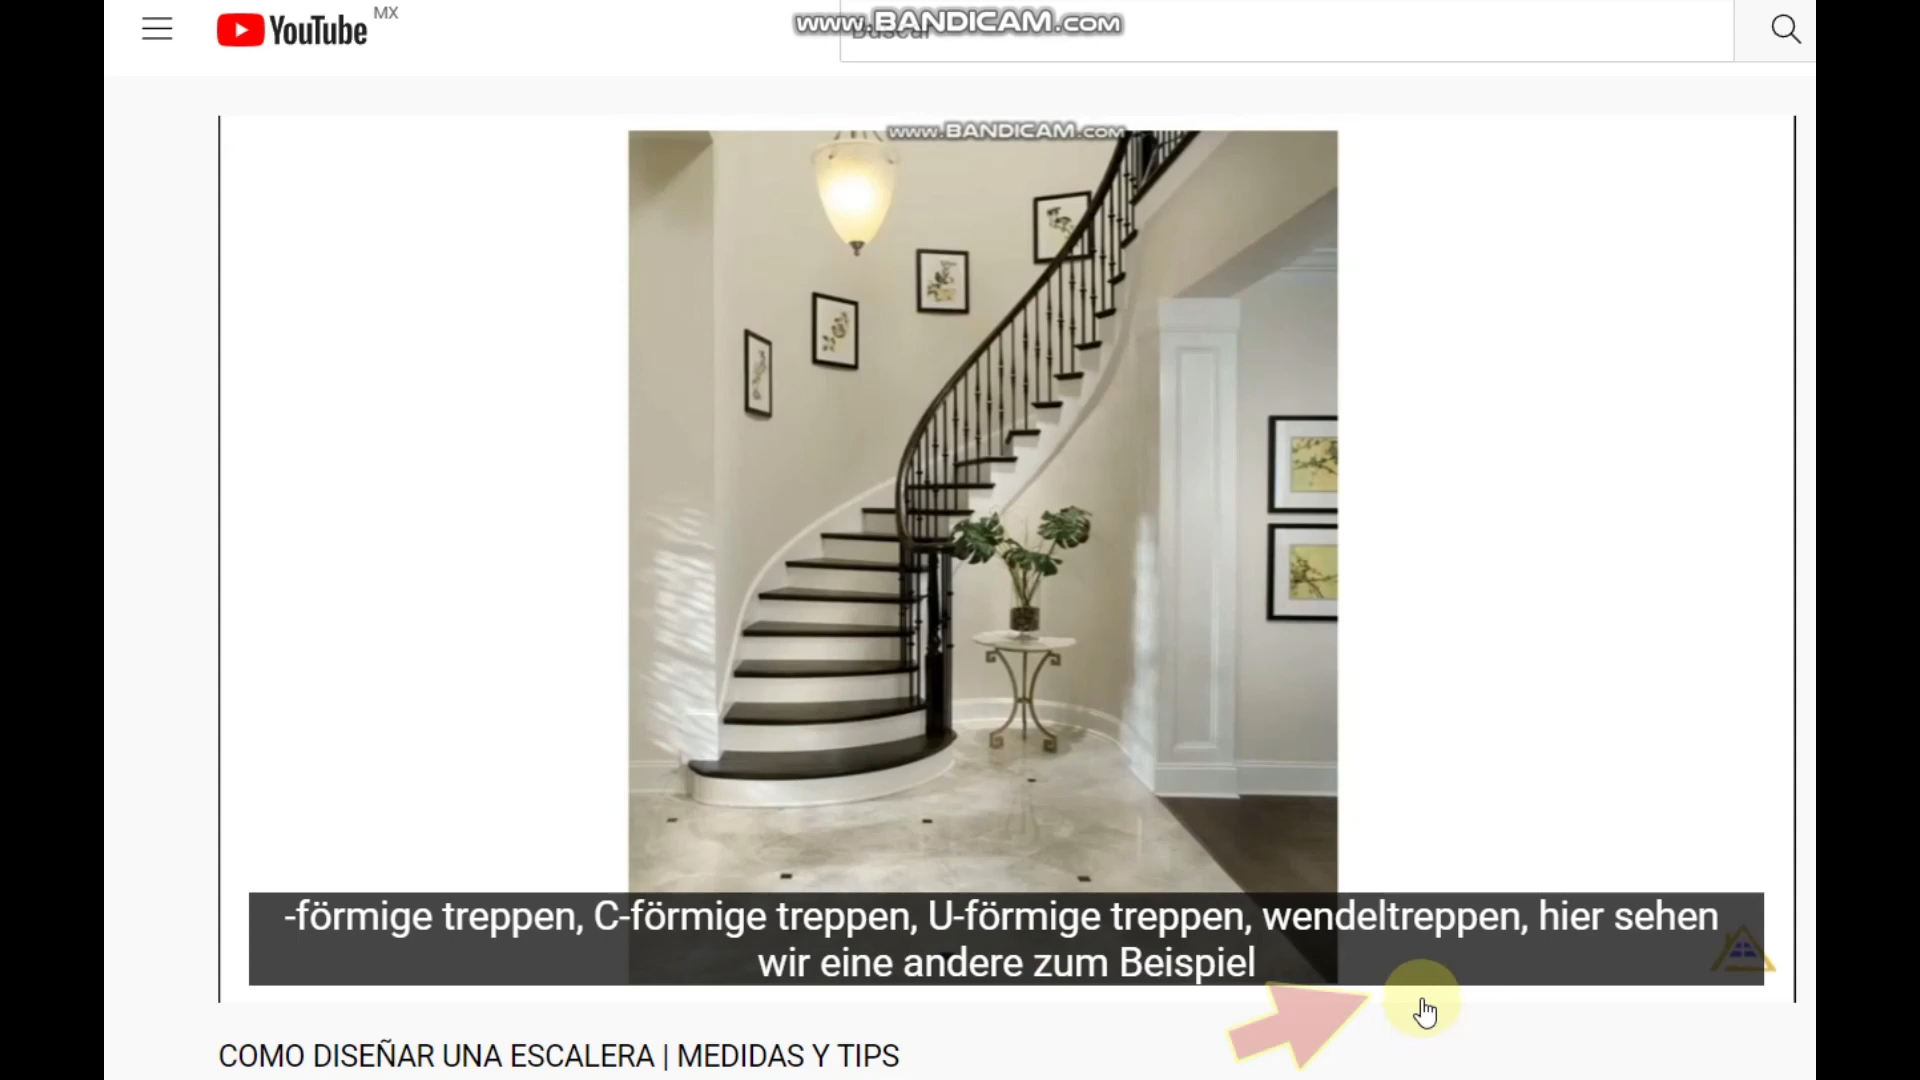 YouTube MX
www.BANDICAM.com
Buscar
www.BANDICAM.com
-förmige treppen, C-förmige treppen, U-förmige treppen, wendeltreppen, hier sehen
wir eine andere zum Beispiel
COMO DISEÑAR UNA ESCALERA | MEDIDAS Y TIPS